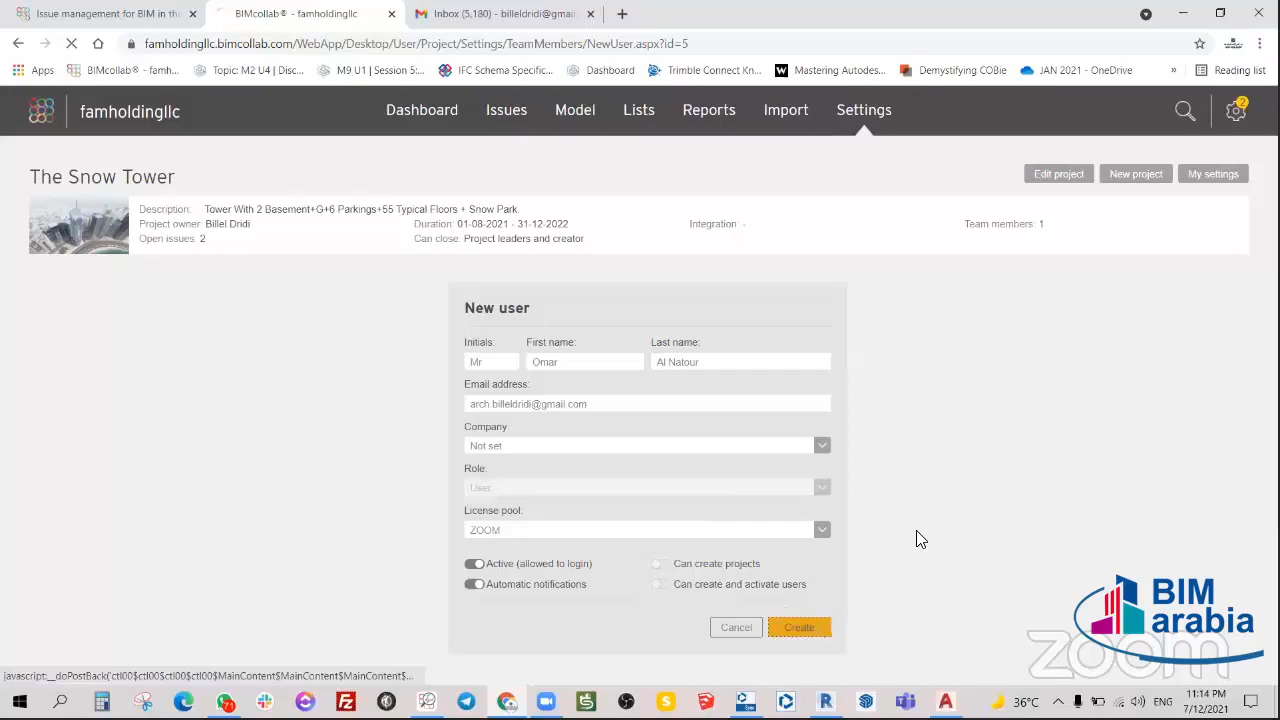 Issue management for BIM in the
BIMcollab® - famholdingllc
Inbox (5,180) - billeldridi@gmail.
famholdingllc.bimcollab.com/WebApp/Desktop/User/Project/Settings/TeamMembers/NewUser.aspx?id=5
Apps
BIMcollab® - famh...
Topic: M2 U4 | Disc...
M9 U1 | Session 5:...
IFC Schema Specific...
Dashboard
Trimble Connect Kn...
Mastering Autodes...
Demystifying COBie
JAN 2021 - OneDrive
»
Reading list
famholdingllc
Dashboard
Issues
Model
Lists
Reports
Import
Settings
2
The Snow Tower
Edit project
New project
My settings
Description: Tower With 2 Basement+G+6 Parkings+55 Typical Floors + Snow Park.
Project owner: Billel Dridi
Duration: 01-08-2021 - 31-12-2022
Integration: -
Team members: 1
Open issues: 2
Can close: Project leaders and creator
New user
Initials:
First name:
Last name:
Mr
Omar
Al Natour
Email address:
arch.billeldridi@gmail.com
Company:
Not set
Role:
User
License pool:
ZOOM
Active (allowed to login)
Can create projects
Automatic notifications
Can create and activate users
Cancel
Create
BIM
arabia
zoom
javascript:__doPostBack('ctl00$ctl00$ctl00$ctl00$MainContent$MainContent$MainContent$...
36°C
ENG
11:14 PM
7/12/2021